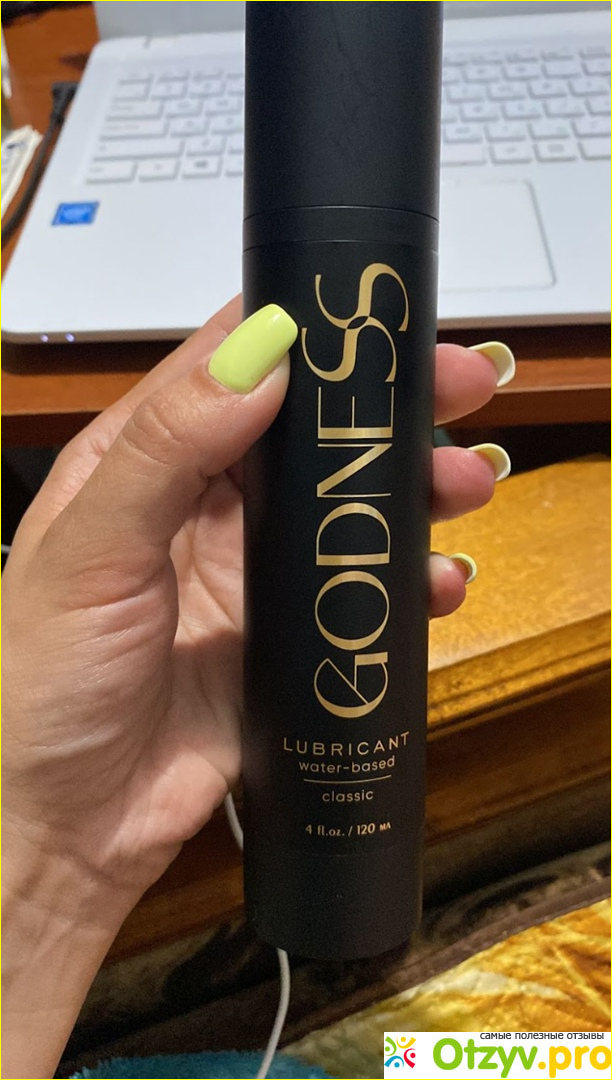 GODNESS
LUBRICANT
water-based
classic
4 fl.oz. / 120 мл
самые полезные отзывы
Otzyv.pro